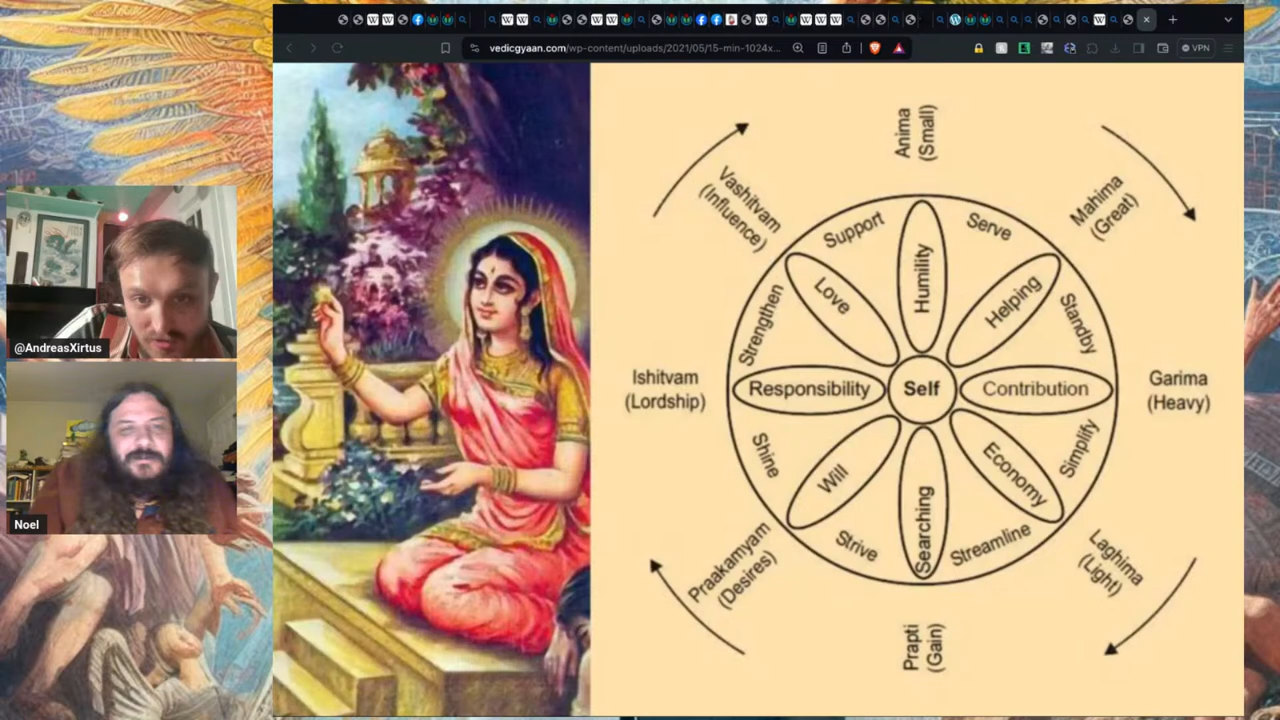 vedicgyaan.com/wp-content/uploads/2021/05/15-min-1024x...
VPN
@AndreasXirtus
Noel
Anima
(Small)
Vashitvam
(Influence)
Mahima
(Great)
Support
Serve
Love
Humility
Helping
Strengthen
Standby
Ishitvam
(Lordship)
Responsibility
Self
Contribution
Garima
(Heavy)
Shine
Will
Searching
Economy
Simplify
Strive
Streamline
Praakamyam
(Desires)
Laghima
(Light)
Prapti
(Gain)